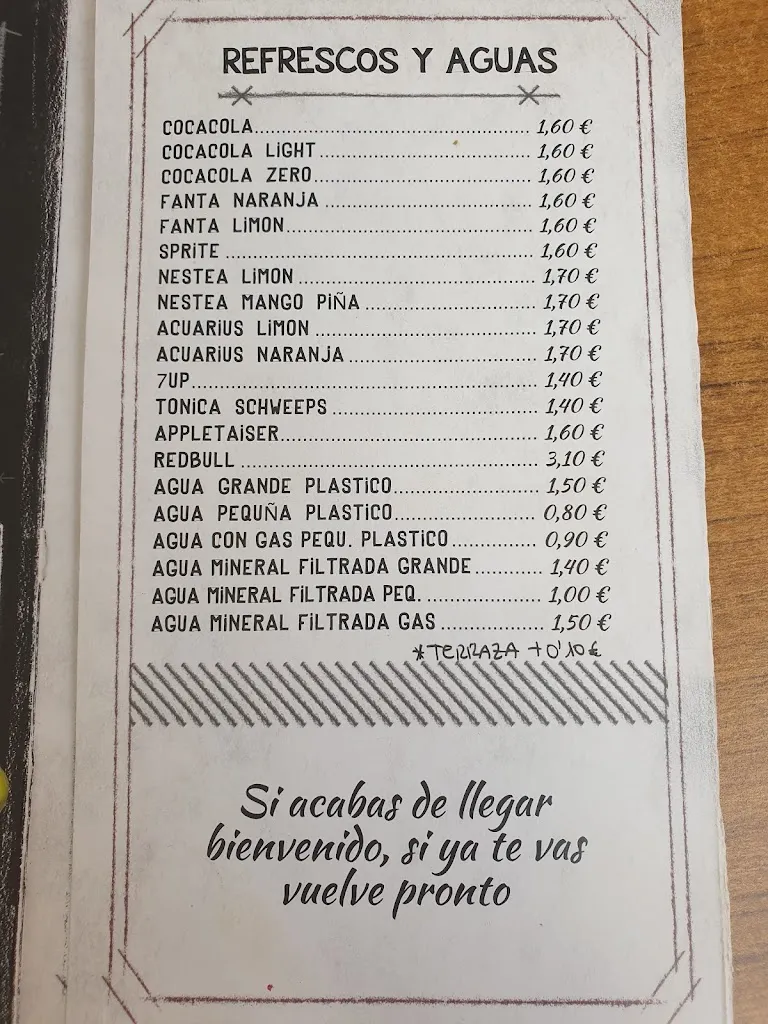 REFRESCOS Y AGUAS
COCACOLA.......... 1,60 €
COCACOLA LIGHT.......... 1,60 €
COCACOLA ZERO.......... 1,60 €
FANTA NARANJA.......... 1,60 €
FANTA LIMON.......... 1,60 €
SPRITE.......... 1,60 €
NESTEA LIMON.......... 1,70 €
NESTEA MANGO PIÑA.......... 1,70 €
ACUARIUS LIMON.......... 1,70 €
ACUARIUS NARANJA.......... 1,70 €
7UP.......... 1,40 €
TONICA SCHWEEPS.......... 1,40 €
APPLETAISER.......... 1,60 €
REDBULL.......... 3,10 €
AGUA GRANDE PLASTICO.......... 1,50 €
AGUA PEQUÑA PLASTICO.......... 0,80 €
AGUA CON GAS PEQU. PLASTICO.......... 0,90 €
AGUA MINERAL FILTRADA GRANDE.......... 1,40 €
AGUA MINERAL FILTRADA PEQ. .......... 1,00 €
AGUA MINERAL FILTRADA GAS.......... 1,50 €
*TERRAZA +0'10€
Si acabas de llegar
bienvenido, si ya te vas
vuelve pronto